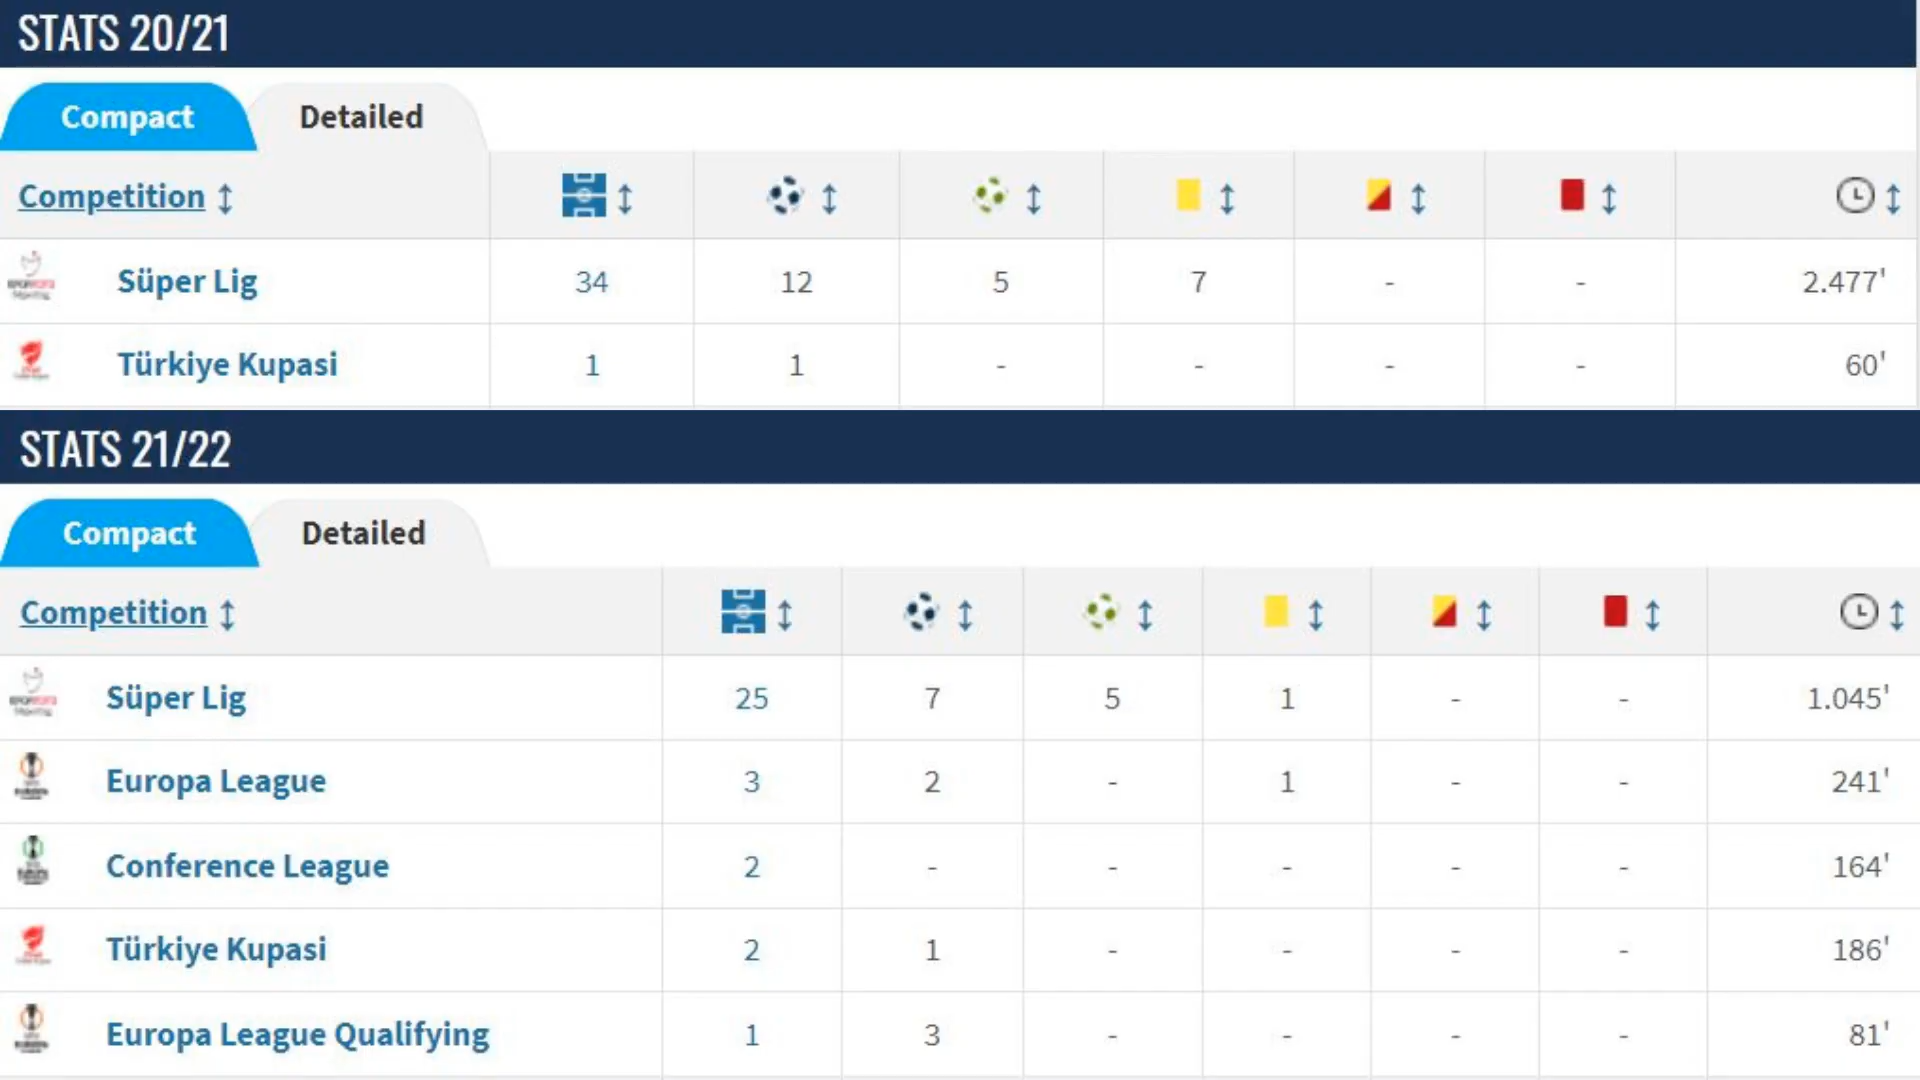 STATS 20/21
Compact Detailed
Competition
Süper Lig 34 12 5 7 - - 2.477'
Türkiye Kupasi 1 1 - - - - 60'
STATS 21/22
Compact Detailed
Competition
Süper Lig 25 7 5 1 - - 1.045'
Europa League 3 2 - 1 - - 241'
Conference League 2 - - - - - 164'
Türkiye Kupasi 2 1 - - - - 186'
Europa League Qualifying 1 3 - - - - 81'